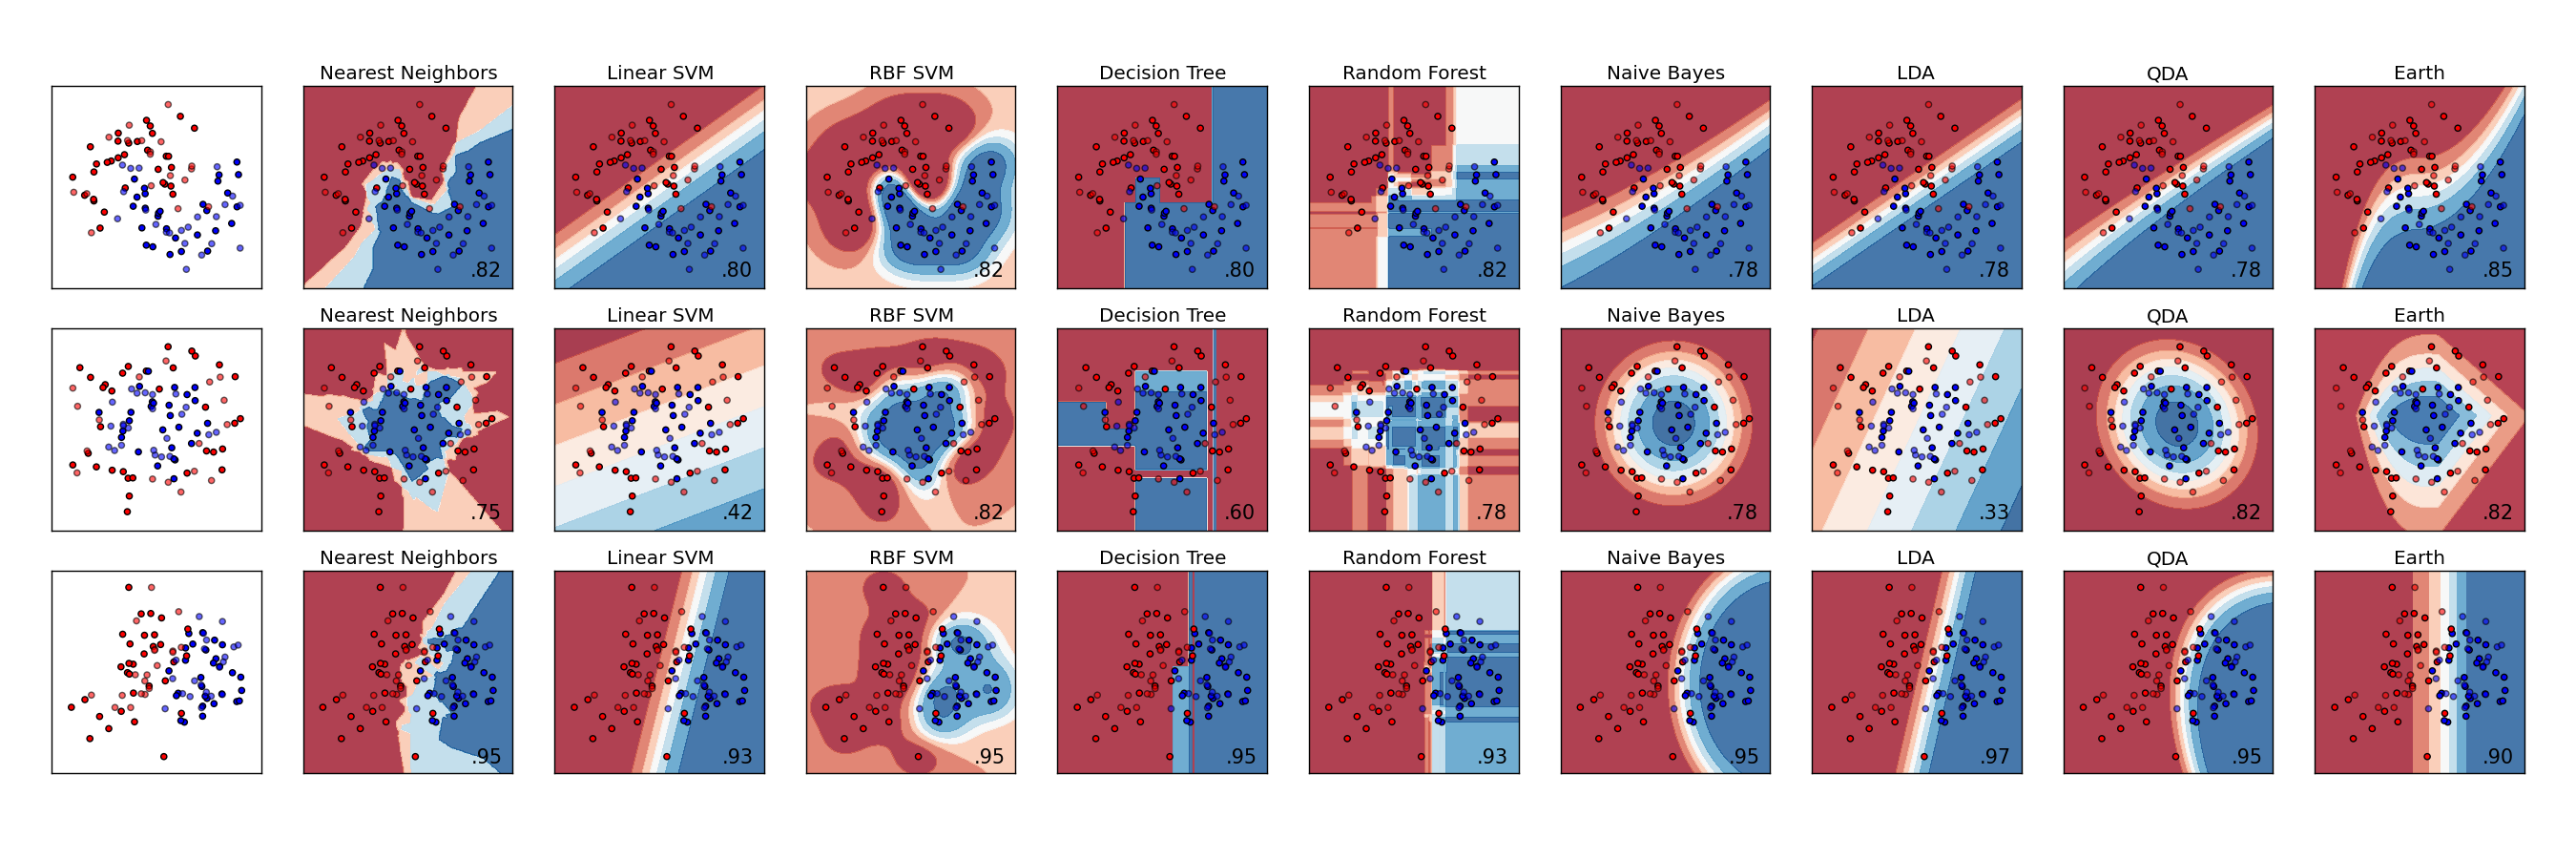 Nearest Neighbors Linear SVM RBF SVM Decision Tree Random Forest Naive Bayes LDA QDA Earth
.82 .80 .82 .80 .82 .78 .78 .78 .85
Nearest Neighbors Linear SVM RBF SVM Decision Tree Random Forest Naive Bayes LDA QDA Earth
.75 .42 .82 .60 .78 .78 .33 .82 .82
Nearest Neighbors Linear SVM RBF SVM Decision Tree Random Forest Naive Bayes LDA QDA Earth
.95 .93 .95 .95 .93 .95 .97 .95 .90